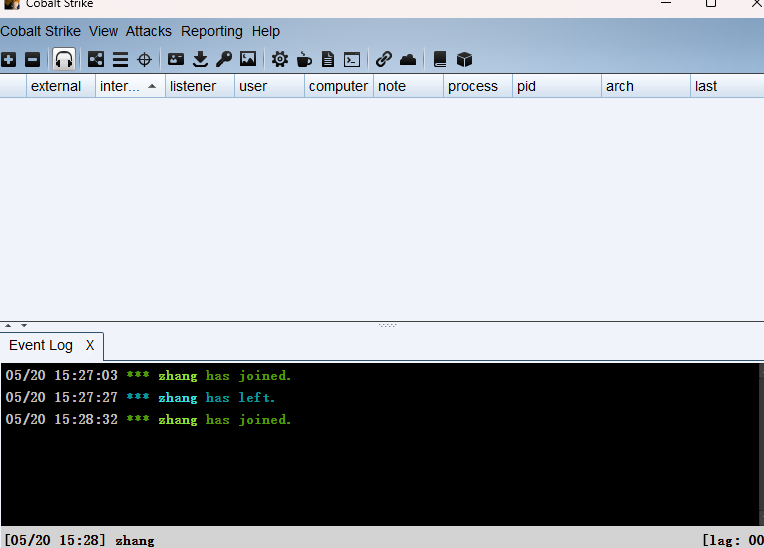 Cobalt Strike
Cobalt Strike View Attacks Reporting Help
external inter... listener user computer note process pid arch last
Event Log X
05/20 15:27:03 *** zhang has joined.
05/20 15:27:27 *** zhang has left.
05/20 15:28:32 *** zhang has joined.
[05/20 15:28] zhang [lag: 00